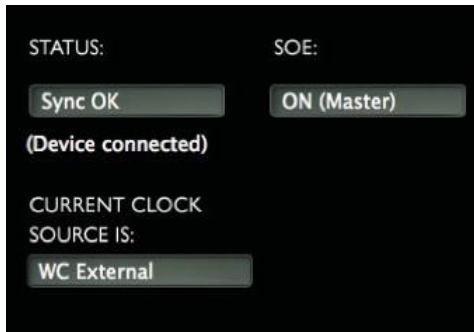 STATUS:
SOE:
Sync OK
ON (Master)
(Device connected)
CURRENT CLOCK
SOURCE IS:
WC External